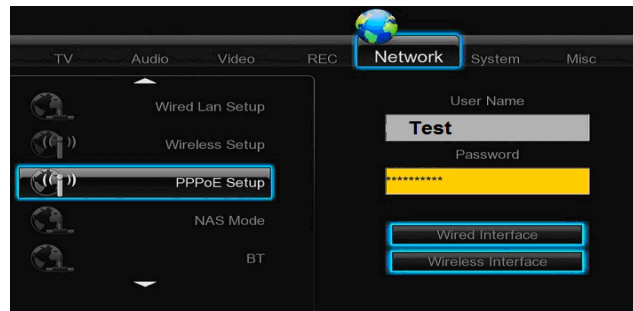 TV Audio Video REC Network System Misc
Wired Lan Setup
Wireless Setup
PPPoE Setup
NAS Mode
BT
User Name
Test
Password
**********
Wired Interface
Wireless Interface